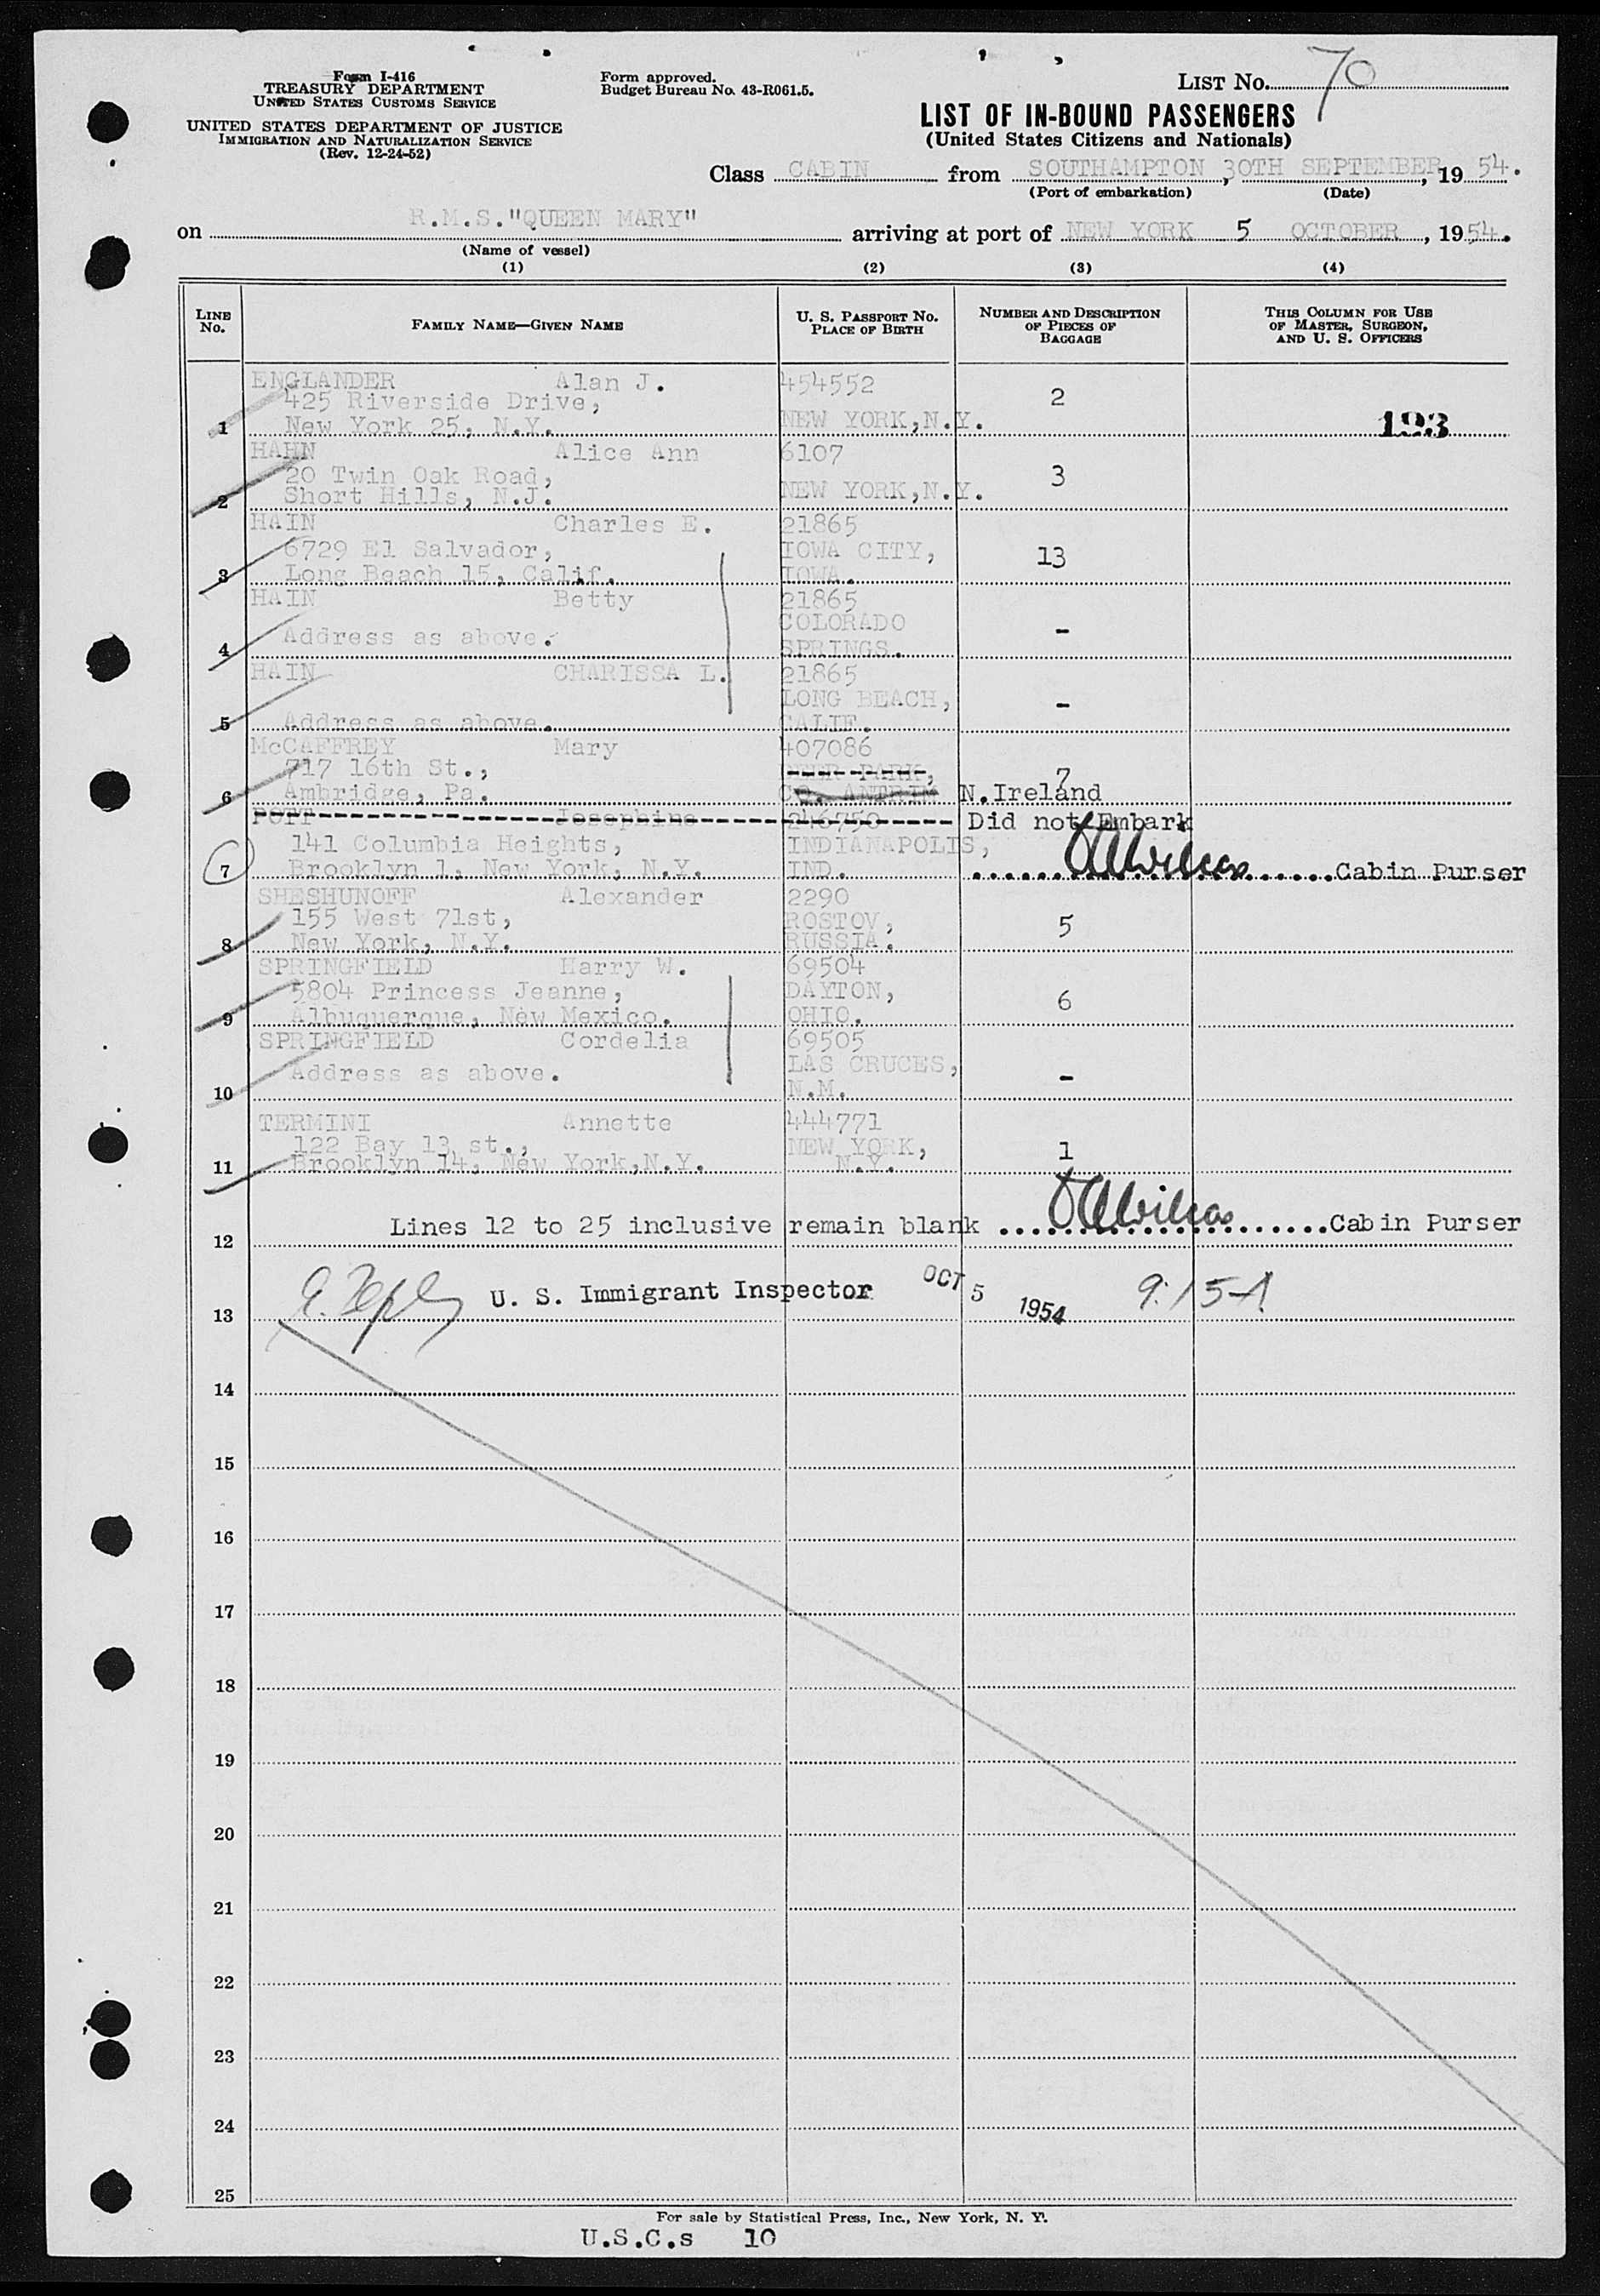 Form I-416
TREASURY DEPARTMENT
UNITED STATES CUSTOMS SERVICE
UNITED STATES DEPARTMENT OF JUSTICE
IMMIGRATION AND NATURALIZATION SERVICE
(Rev. 12-24-52)
Form approved.
Budget Bureau No. 43-R061.5.
LIST No. 70
LIST OF IN-BOUND PASSENGERS
(United States Citizens and Nationals)
Class CABIN from SOUTHAMPTON, 30TH SEPTEMBER, 19 54.
(Port of embarkation) (Date)
on R.M.S."QUEEN MARY" arriving at port of NEW YORK 5 OCTOBER, 19 54.
(Name of vessel)
(1) (2) (3) (4)
LINE No. FAMILY NAME—GIVEN NAME U. S. PASSPORT No. PLACE OF BIRTH NUMBER AND DESCRIPTION OF PIECES OF BAGGAGE THIS COLUMN FOR USE OF MASTER, SURGEON, AND U. S. OFFICERS
ENGLANDER Alan J. 454552
425 Riverside Drive, 2
1 New York 25, N.Y. NEW YORK,N.Y. 193
HAHN Alice Ann 6107
20 Twin Oak Road, 3
2 Short Hills, N.J. NEW YORK,N.Y.
HAIN Charles E. 21865
6729 El Salvador, IOWA CITY, 13
3 Long Beach 15, Calif. IOWA.
HAIN Betty 21865
COLORADO
4 Address as above. SPRINGS. -
HAIN CHARISSA L. 21865
LONG BEACH, -
5 Address as above. CALIF.
McCAFFREY Mary 407086
717 16th St., DEER PARK, 7
6 Ambridge, Pa. CO. ANTRIM N.Ireland
POTT Josephine 246750 Did not Embark
141 Columbia Heights, INDIANAPOLIS,
7 Brooklyn 1, New York, N.Y. IND. Cabin Purser
SHESHUNOFF Alexander 2290
155 West 71st, ROSTOV, 5
8 New York, N.Y. RUSSIA.
SPRINGFIELD Harry W. 69504
5804 Princess Jeanne, DAYTON, 6
9 Albuquerque, New Mexico. OHIO.
SPRINGFIELD Cordelia 69505
Address as above. LAS CRUCES, -
10 N.M.
TERMINI Annette 444771
122 Bay 13 st., NEW YORK, 1
11 Brooklyn 14, New York,N.Y. N.Y.
12 Lines 12 to 25 inclusive remain blank Cabin Purser
13 U. S. Immigrant Inspector OCT 5 1954 9:15A
14
15
16
17
18
19
20
21
22
23
24
25
For sale by Statistical Press, Inc., New York, N. Y.
U.S.C.s 10